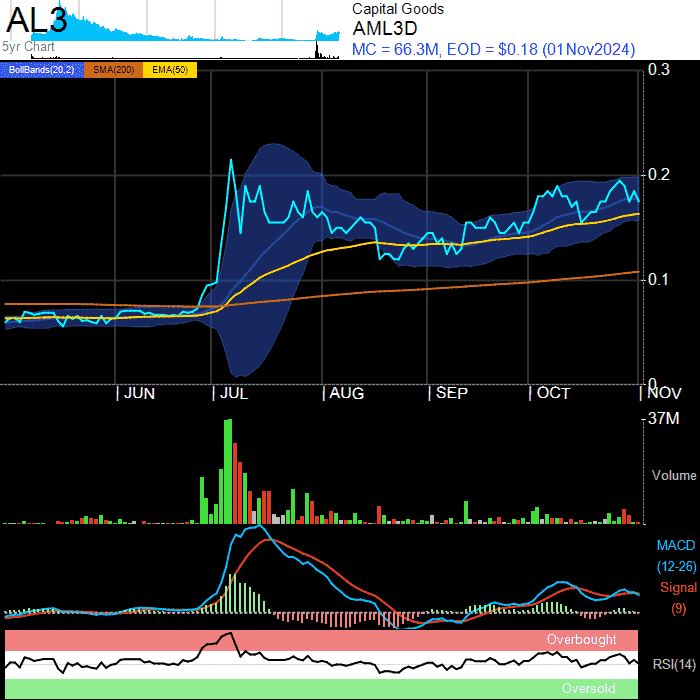 AL3
5yr Chart
Capital Goods
AML3D
MC = 66.3M, EOD = $0.18 (01Nov2024)
BollBands(20,2) SMA(200) EMA(50)
0.3
0.2
0.1
0
JUN JUL AUG SEP OCT NOV
37M
Volume
MACD
(12-26)
Signal
(9)
Overbought
RSI(14)
Oversold